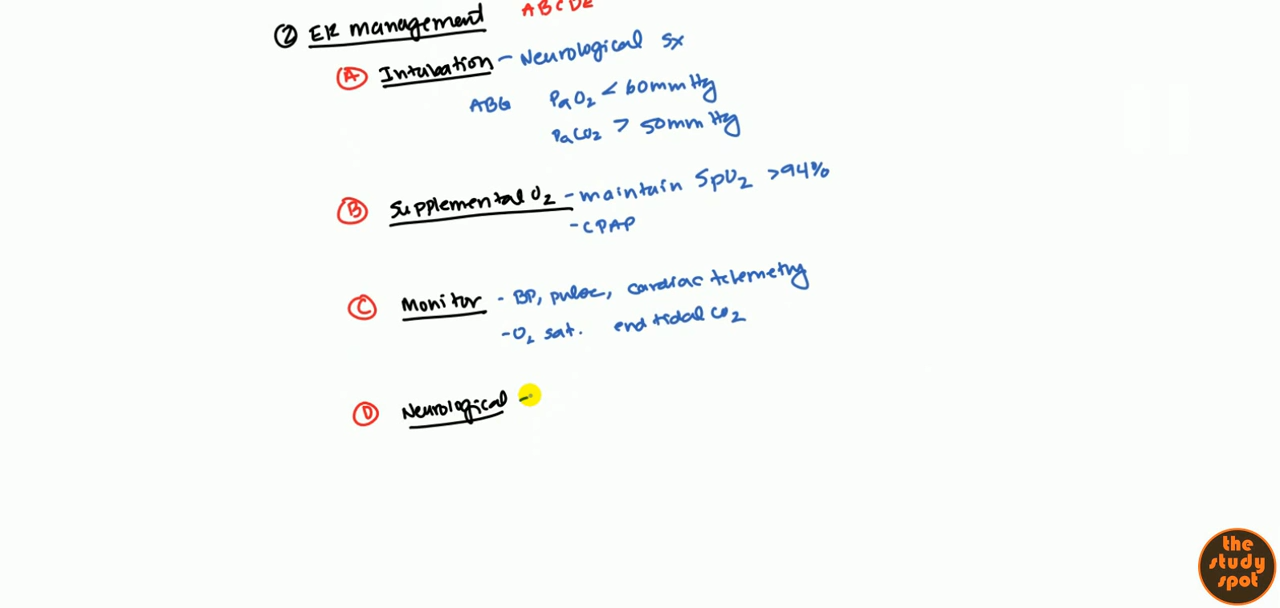 ABCDE
② ER management
Ⓐ Intubation - Neurological sx
ABG PaO2 < 60mmHg
PaCO2 > 50mmHg
Ⓑ Supplemental O2 - maintain SpO2 >94%
- CPAP
Ⓒ Monitor - BP, pulse, cardiac telemetry
- O2 sat. end tidal CO2
Ⓓ Neurological -
the
study
spot